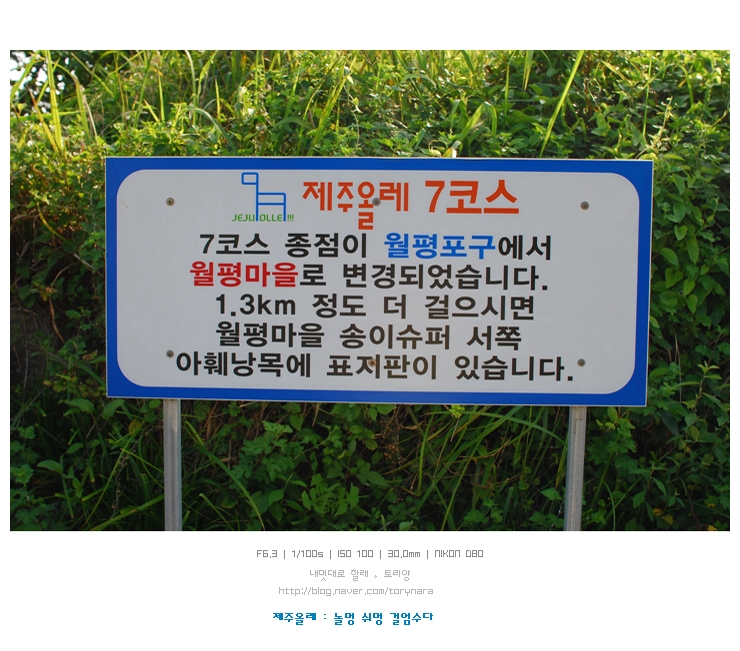 JEJU OLLE !!! 제주올레 7코스
7코스 종점이 월평포구에서
월평마을로 변경되었습니다.
1.3km 정도 더 걸으시면
월평마을 송이슈퍼 서쪽
아훼낭목에 표지판이 있습니다.
F6.3 | 1/100s | ISO 100 | 30.0mm | NIKON D80
내멋대로 할래 。 토리양
http://blog.naver.com/torynara
제주올레 : 놀멍 쉬멍 걸엄수다